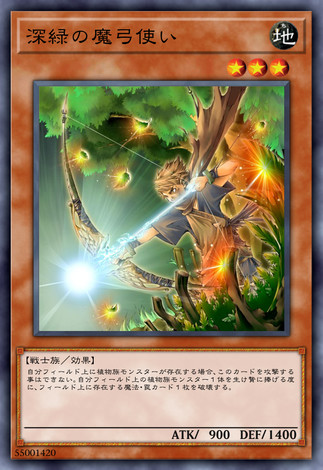 深緑の魔弓使い
地
【戦士族／効果】
自分フィールド上に植物族モンスターが存在する場合、このカードを攻撃する
事はできない。自分フィールド上の植物族モンスター１体を生け贄に捧げる度
に、フィールド上に存在する魔法・罠カード１枚を破壊する。
ATK/ 900 DEF/1400
S5001420